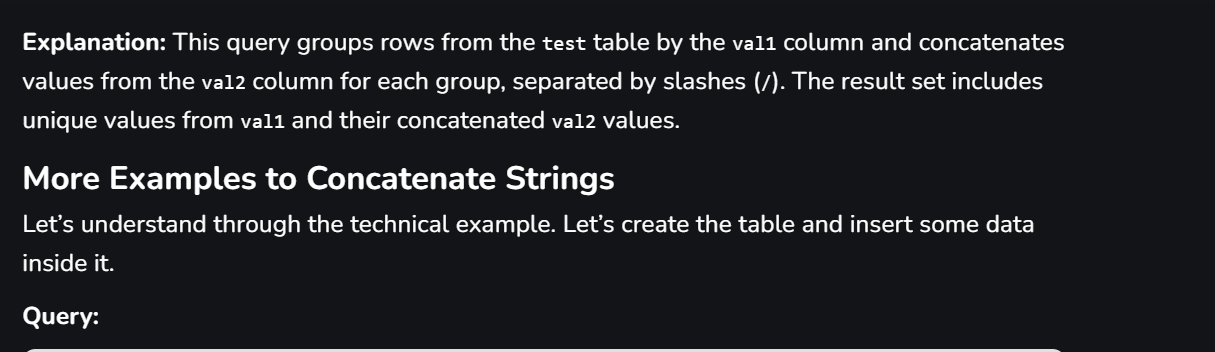 Explanation: This query groups rows from the test table by the val1 column and concatenates
values from the val2 column for each group, separated by slashes (/). The result set includes
unique values from val1 and their concatenated val2 values.
More Examples to Concatenate Strings
Let’s understand through the technical example. Let’s create the table and insert some data
inside it.
Query: